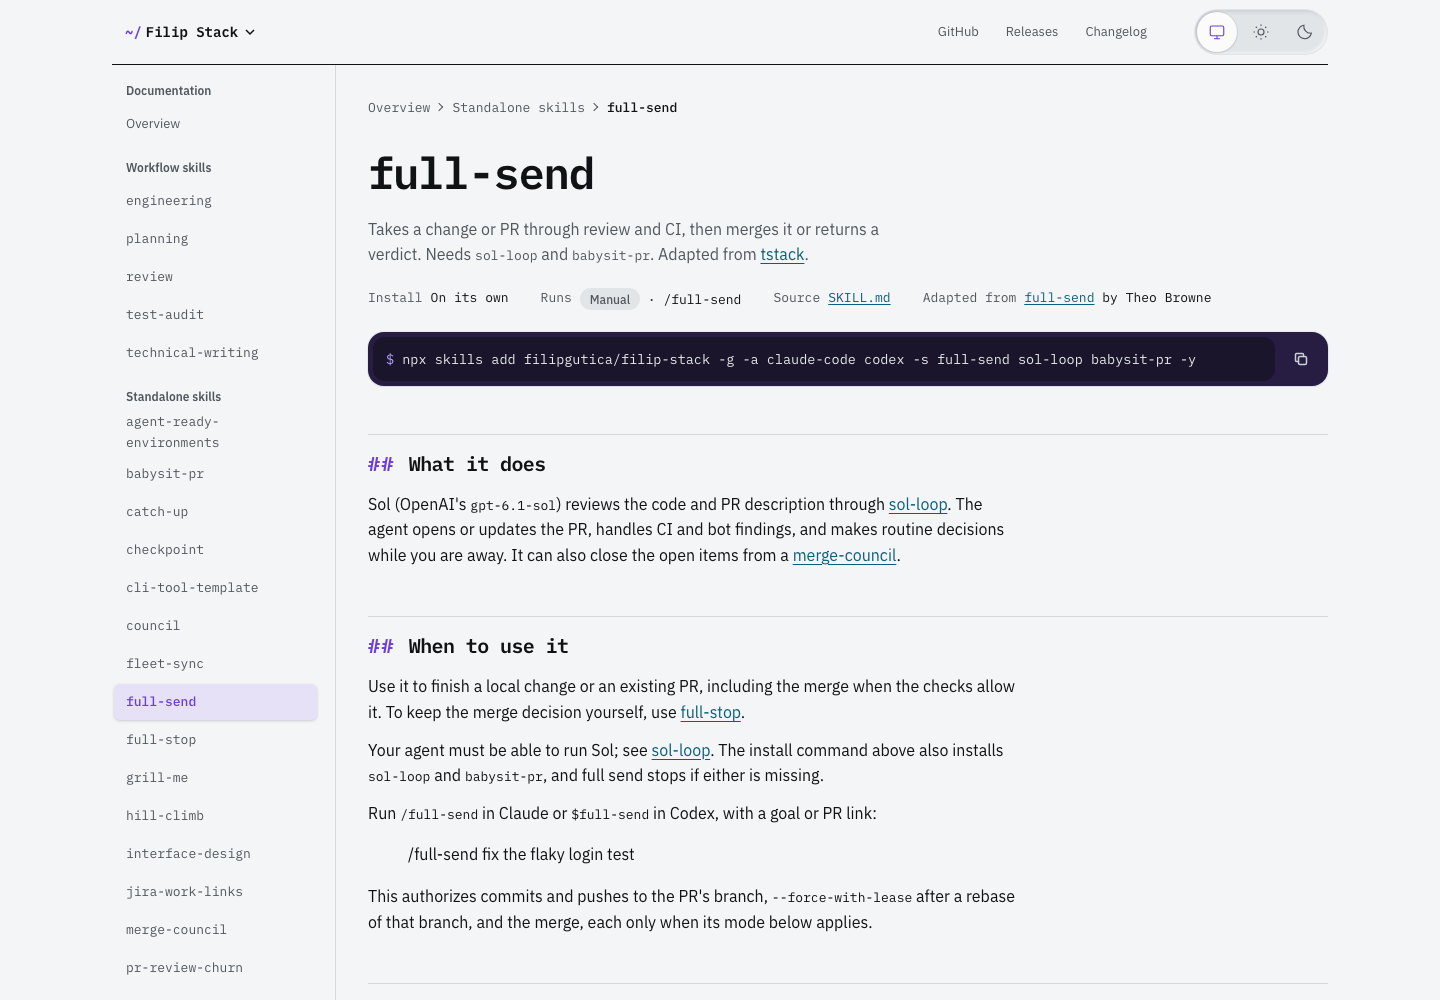 ~/ Filip Stack
GitHub
Releases
Changelog
Documentation
Overview
Workflow skills
engineering
planning
review
test-audit
technical-writing
Standalone skills
agent-ready-
environments
babysit-pr
catch-up
checkpoint
cli-tool-template
council
fleet-sync
full-send
full-stop
grill-me
hill-climb
interface-design
jira-work-links
merge-council
pr-review-churn
Overview > Standalone skills > full-send
full-send
Takes a change or PR through review and CI, then merges it or returns a
verdict. Needs sol-loop and babysit-pr. Adapted from tstack.
Install On its own
Runs Manual · /full-send
Source SKILL.md
Adapted from full-send by Theo Browne
$ npx skills add filipgutica/filip-stack -g -a claude-code codex -s full-send sol-loop babysit-pr -y
## What it does
Sol (OpenAI's gpt-6.1-sol) reviews the code and PR description through sol-loop. The
agent opens or updates the PR, handles CI and bot findings, and makes routine decisions
while you are away. It can also close the open items from a merge-council.
## When to use it
Use it to finish a local change or an existing PR, including the merge when the checks allow
it. To keep the merge decision yourself, use full-stop.
Your agent must be able to run Sol; see sol-loop. The install command above also installs
sol-loop and babysit-pr, and full send stops if either is missing.
Run /full-send in Claude or $full-send in Codex, with a goal or PR link:
/full-send fix the flaky login test
This authorizes commits and pushes to the PR's branch, --force-with-lease after a rebase
of that branch, and the merge, each only when its mode below applies.